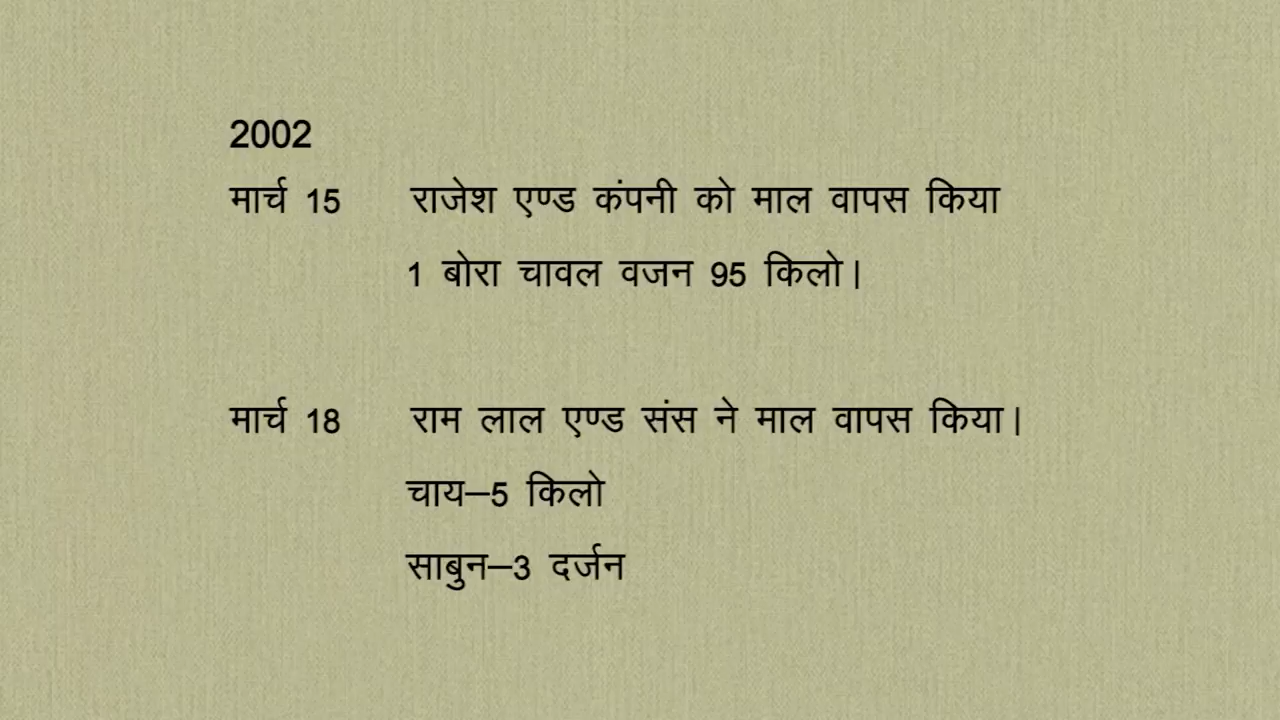 2002
मार्च 15 राजेश एण्ड कंपनी को माल वापस किया
1 बोरा चावल वजन 95 किलो।
मार्च 18 राम लाल एण्ड संस ने माल वापस किया।
चाय–5 किलो
साबुन–3 दर्जन